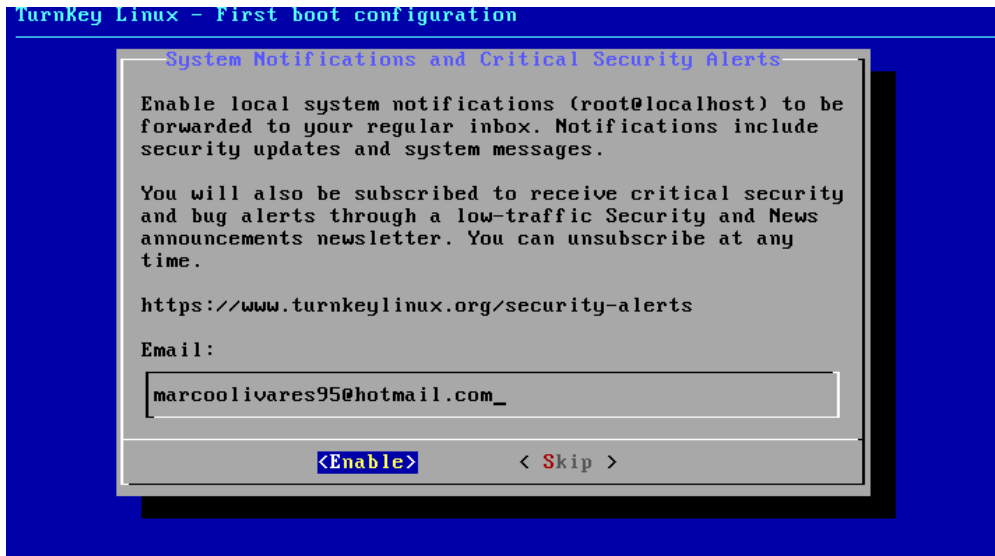 TurnKey Linux - First boot configuration
System Notifications and Critical Security Alerts
Enable local system notifications (root@localhost) to be
forwarded to your regular inbox. Notifications include
security updates and system messages.
You will also be subscribed to receive critical security
and bug alerts through a low-traffic Security and News
announcements newsletter. You can unsubscribe at any
time.
https://www.turnkeylinux.org/security-alerts
Email:
marcoolivares95@hotmail.com_
<Enable> < Skip >